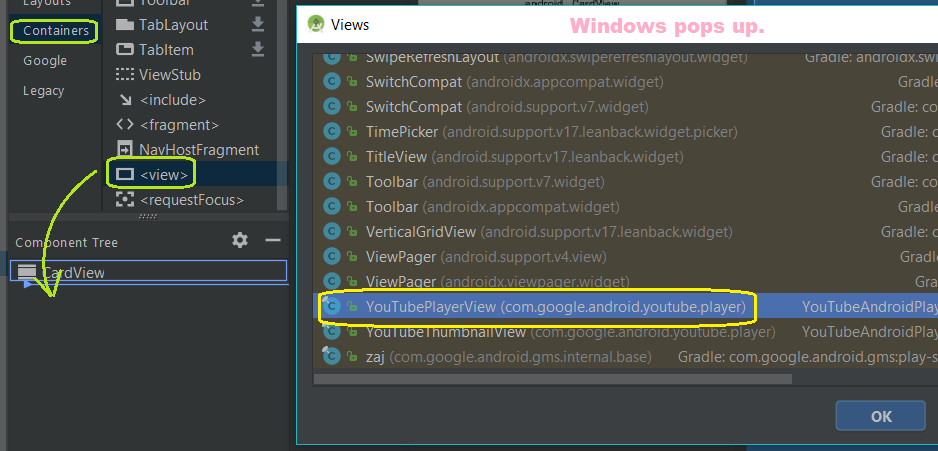 Layouts
Containers
Google
Legacy
Toolbar
TabLayout
TabItem
ViewStub
<include>
<fragment>
NavHostFragment
<view>
<requestFocus>
Component Tree
CardView
android CardView
Views
Windows pops up.
SwipeRefreshLayout (androidx.swiperefreshlayout.widget) Gradle: androidx.sw
SwitchCompat (androidx.appcompat.widget) Gradle
SwitchCompat (android.support.v7.widget) Gradle: co
TimePicker (android.support.v17.leanback.widget.picker) Gradle: c
TitleView (android.support.v17.leanback.widget) Gradle: c
Toolbar (android.support.v7.widget) Gradle: co
Toolbar (androidx.appcompat.widget) Gradle
VerticalGridView (android.support.v17.leanback.widget) Gradle: c
ViewPager (android.support.v4.view) Gradle: co
ViewPager (androidx.viewpager.widget) Gra
YouTubePlayerView (com.google.android.youtube.player) YouTubeAndroidPla
YouTubeThumbnailView (com.google.android.youtube.player) YouTubeAndroidPla
zaj (com.google.android.gms.internal.base) Gradle: com.google.android.gms:play-s
OK